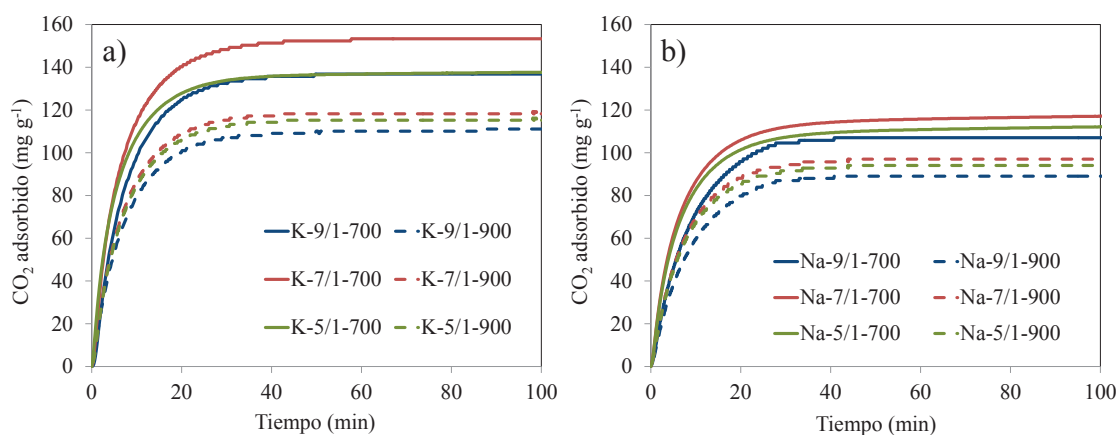 a)
CO₂ adsorbido (mg g⁻¹)
160
140
120
100
80
60
40
20
0
K-9/1-700 K-9/1-900
K-7/1-700 K-7/1-900
K-5/1-700 K-5/1-900
0 20 40 60 80 100
Tiempo (min)
b)
CO₂ adsorbido (mg g⁻¹)
160
140
120
100
80
60
40
20
0
Na-9/1-700 Na-9/1-900
Na-7/1-700 Na-7/1-900
Na-5/1-700 Na-5/1-900
0 20 40 60 80 100
Tiempo (min)